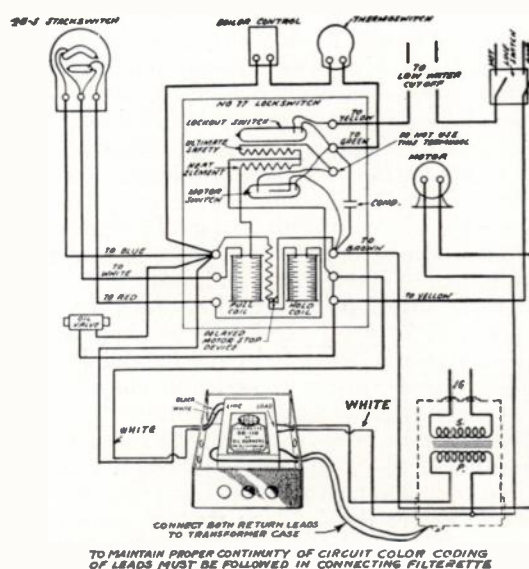 BOILER CONTROL
THERMOSWITCH
STACKSWITCH
TO
LOW WATER
CUTOFF
NO 77 LOCKSWITCH
LOCKOUT SWITCH
TO
YELLOW
ULTIMATE
SAFETY
TO
GREEN
DO NOT USE
THIS TERMINAL
HEAT
ELEMENT
MOTOR
MOTOR
SWITCH
COND.
TO BLUE
TO
BROWN
TO
WHITE
TO RED
TO YELLOW
OIL
VALVE
PULL
COIL
HOLD
COIL
DELAYED
MOTOR STOP
DEVICE
BLACK
WHITE
LINE
LOAD
WHITE
WHITE
S.
P.
OIL BURNERS
CONNECT BOTH RETURN LEADS
TO TRANSFORMER CASE
TO MAINTAIN PROPER CONTINUITY OF CIRCUIT COLOR CODING
OF LEADS MUST BE FOLLOWED IN CONNECTING FILTERETTE